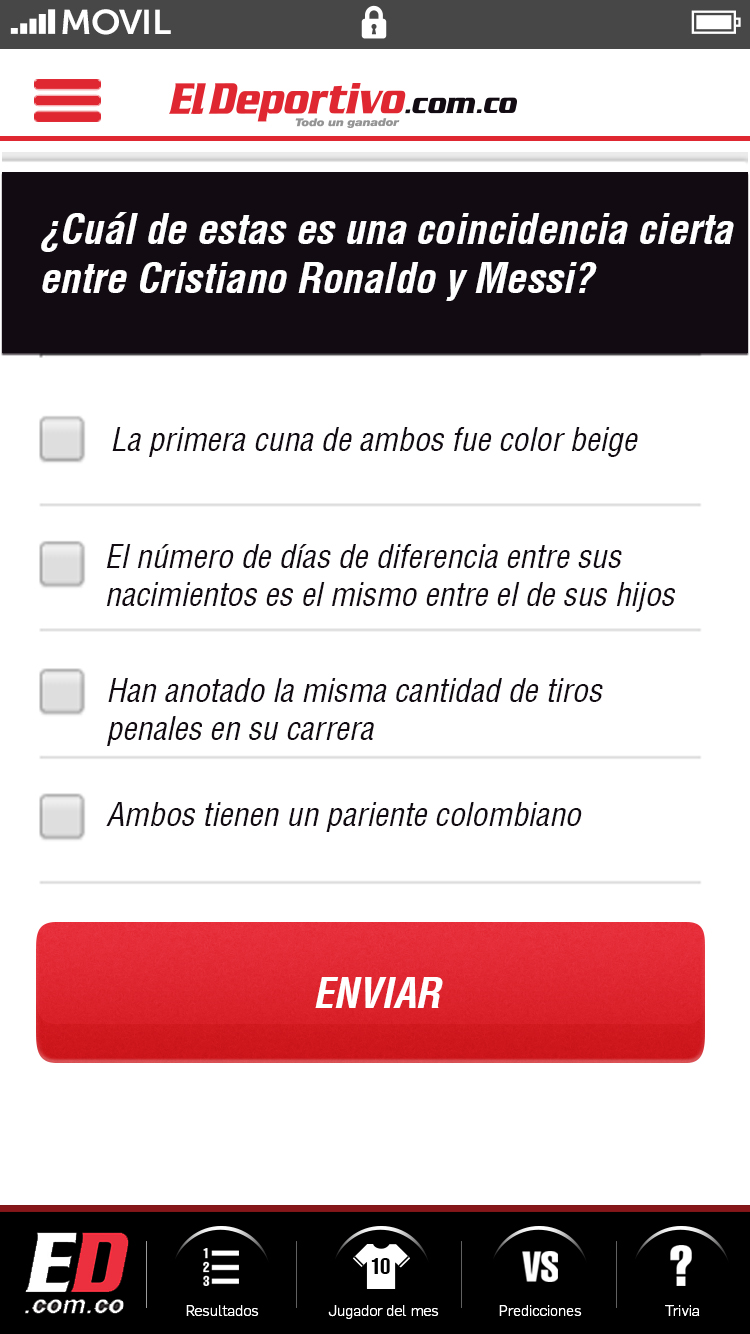 MOVIL
El Deportivo.com.co
Todo un ganador
¿Cuál de estas es una coincidencia cierta
entre Cristiano Ronaldo y Messi?
La primera cuna de ambos fue color beige
El número de días de diferencia entre sus
nacimientos es el mismo entre el de sus hijos
Han anotado la misma cantidad de tiros
penales en su carrera
Ambos tienen un pariente colombiano
ENVIAR
ED
.com.co
1
2
3
Resultados
10
Jugador del mes
VS
Predicciones
?
Trivia